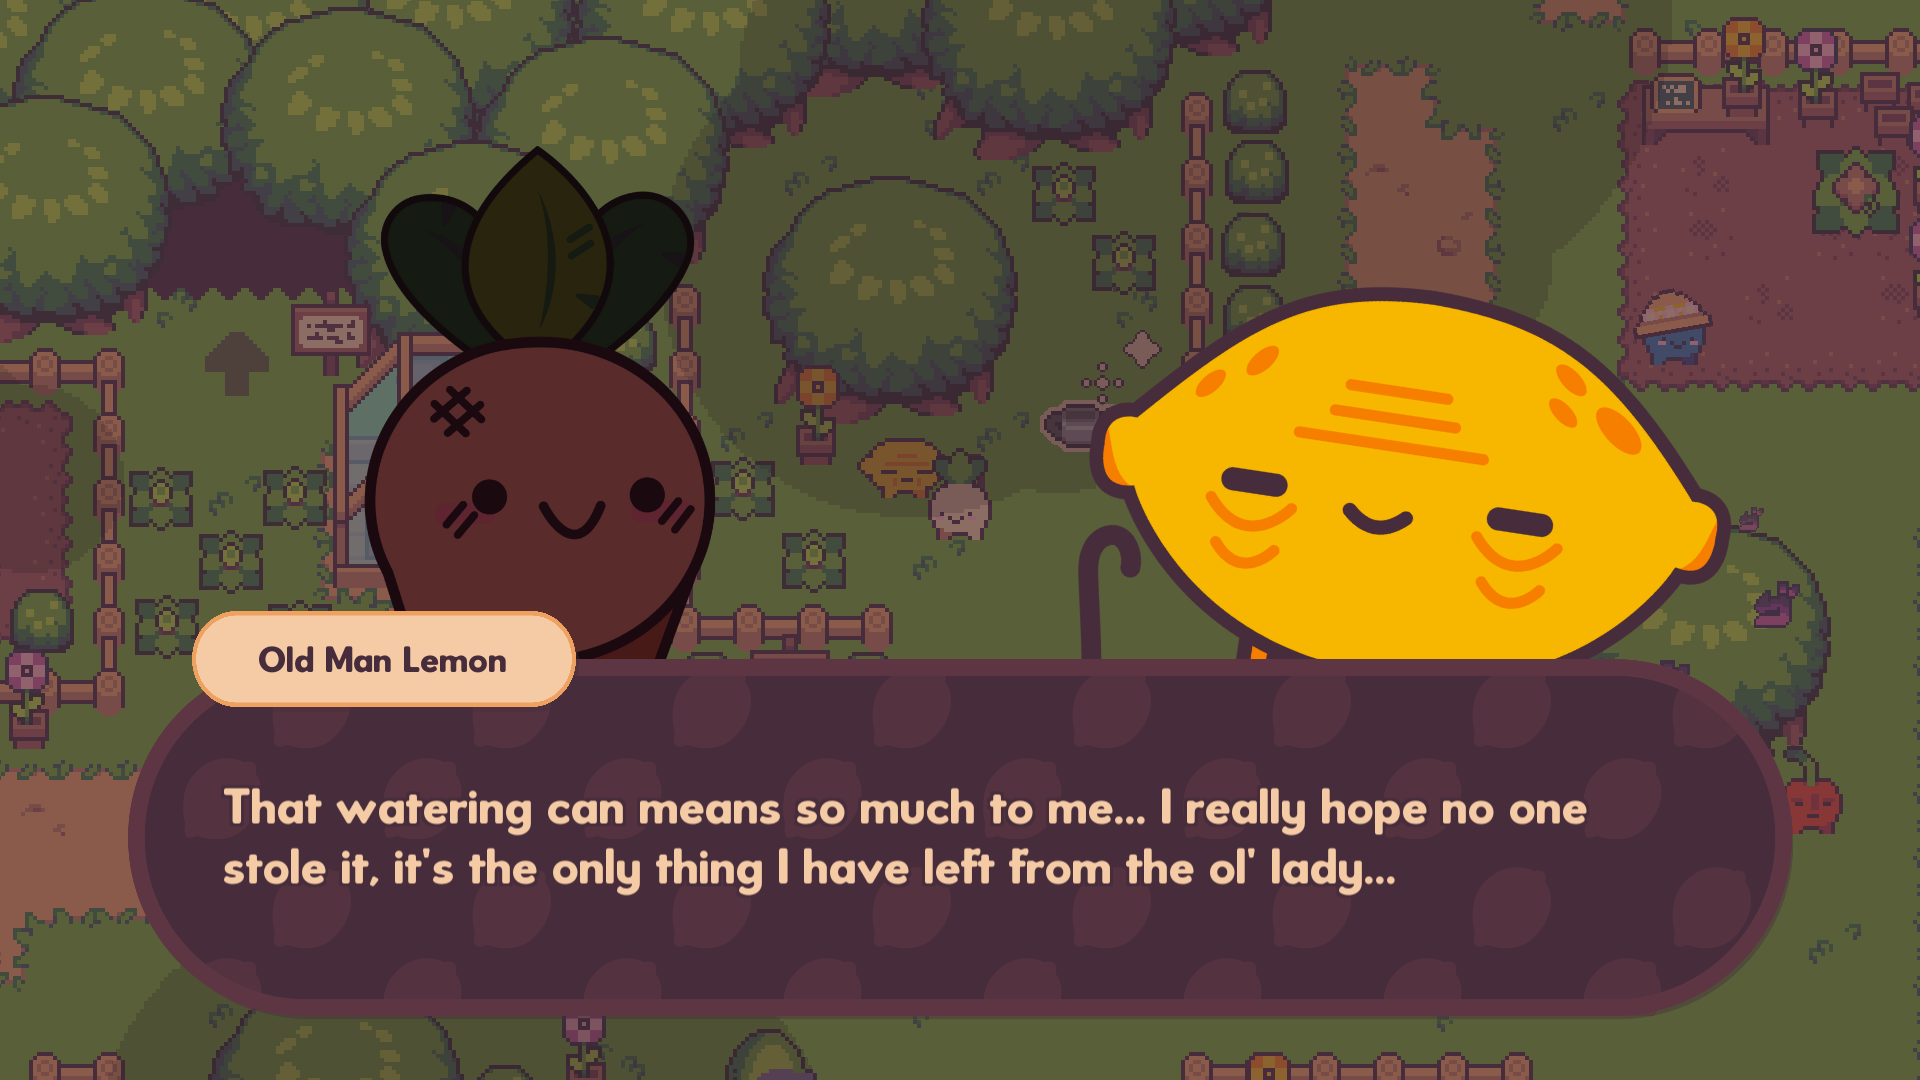 Old Man Lemon
That watering can means so much to me... I really hope no one
stole it, it's the only thing I have left from the ol' lady...